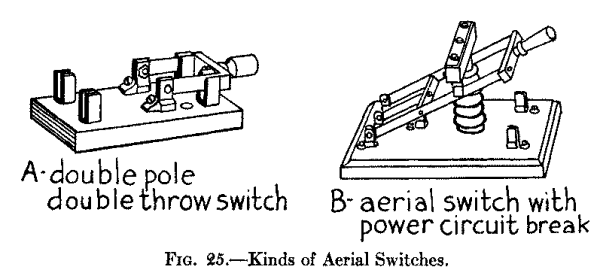 A-double pole
double throw switch
B-aerial switch with
power circuit break
FIG. 25.—Kinds of Aerial Switches.